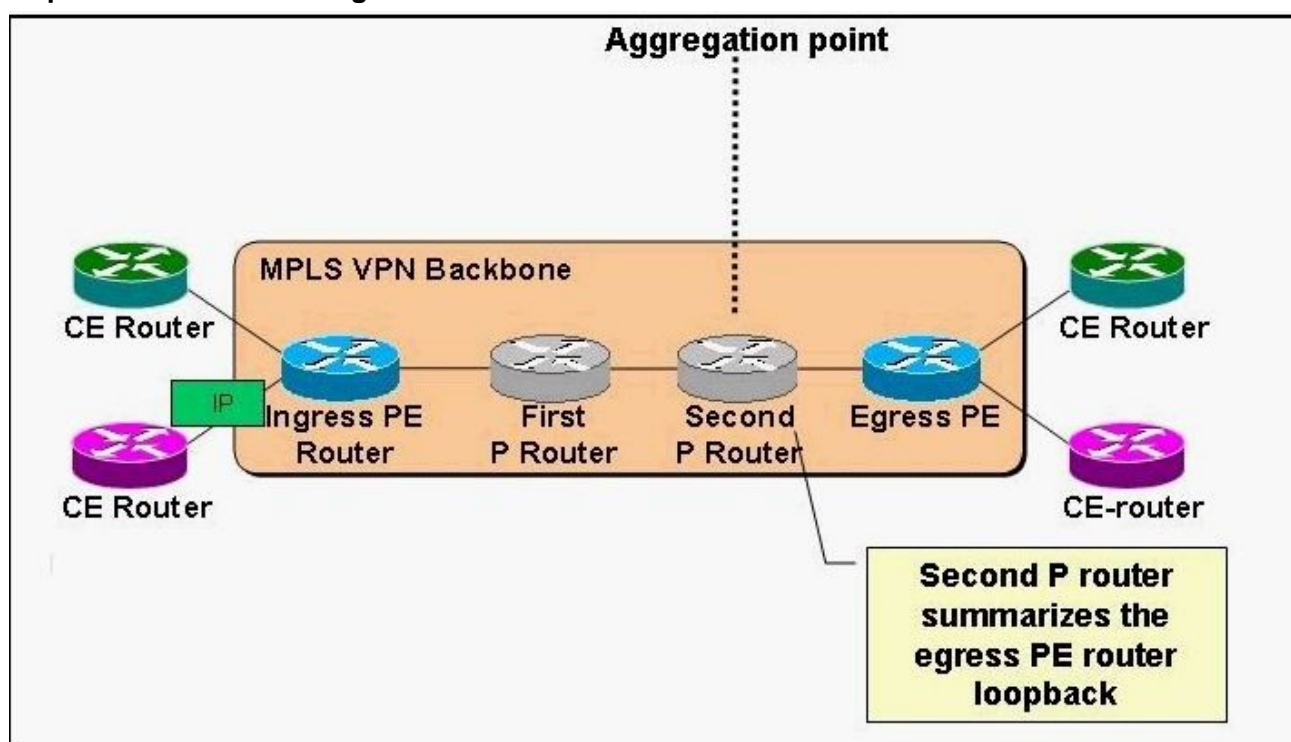 Aggregation point
MPLS VPN Backbone
CE Router
CE Router
IP
Ingress PE
Router
First
P Router
Second
P Router
Egress PE
CE Router
CE-router
Second P router
summarizes the
egress PE router
loopback